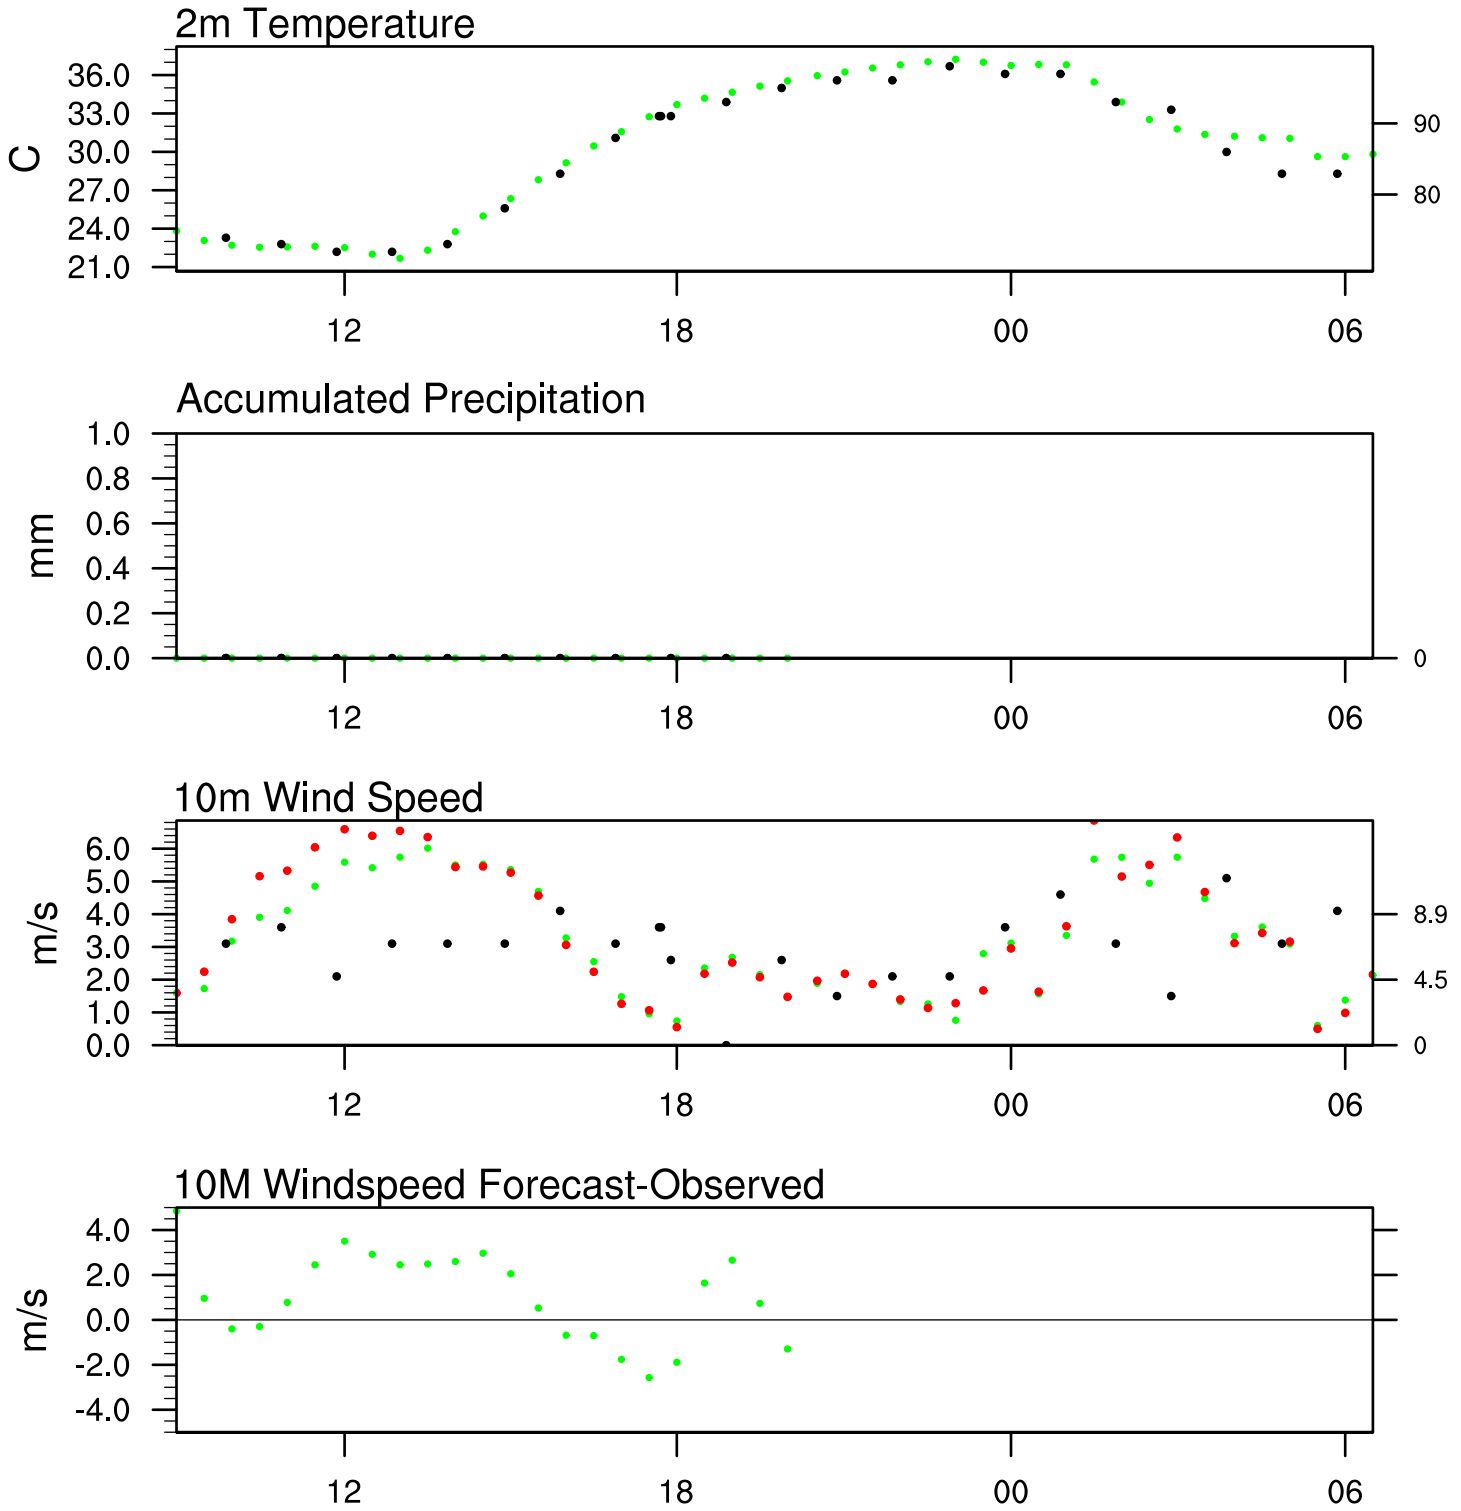 2m Temperature
36.0
33.0
30.0
27.0
24.0
21.0
C
90
80
12 18 00 06
Accumulated Precipitation
1.0
0.8
0.6
0.4
0.2
0.0
mm
0
12 18 00 06
10m Wind Speed
6.0
5.0
4.0
3.0
2.0
1.0
0.0
m/s
8.9
4.5
0
12 18 00 06
10M Windspeed Forecast-Observed
4.0
2.0
0.0
-2.0
-4.0
m/s
12 18 00 06